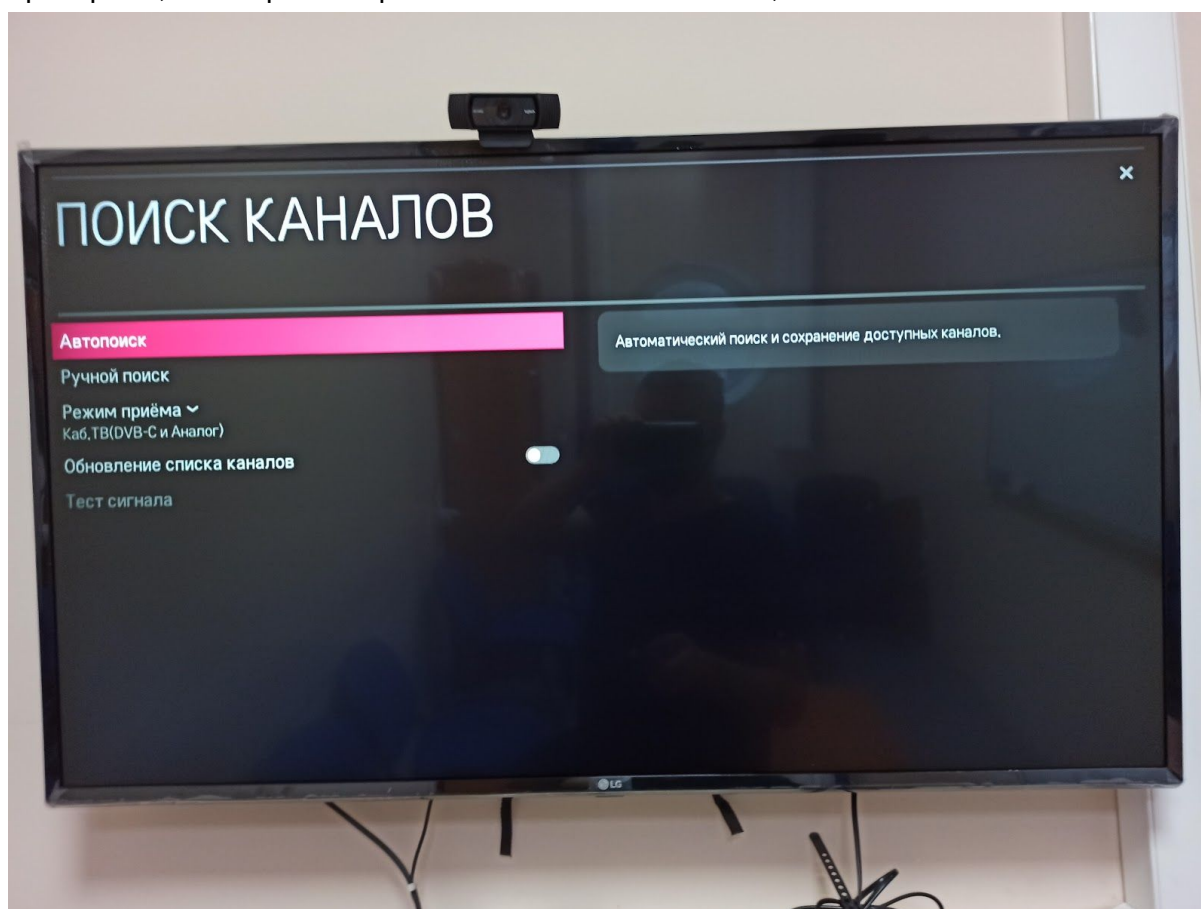 ПОИСК КАНАЛОВ
Автопоиск
Автоматический поиск и сохранение доступных каналов.
Ручной поиск
Режим приёма
Каб.ТВ(DVB-C и Аналог)
Обновление списка каналов
Тест сигнала
LG